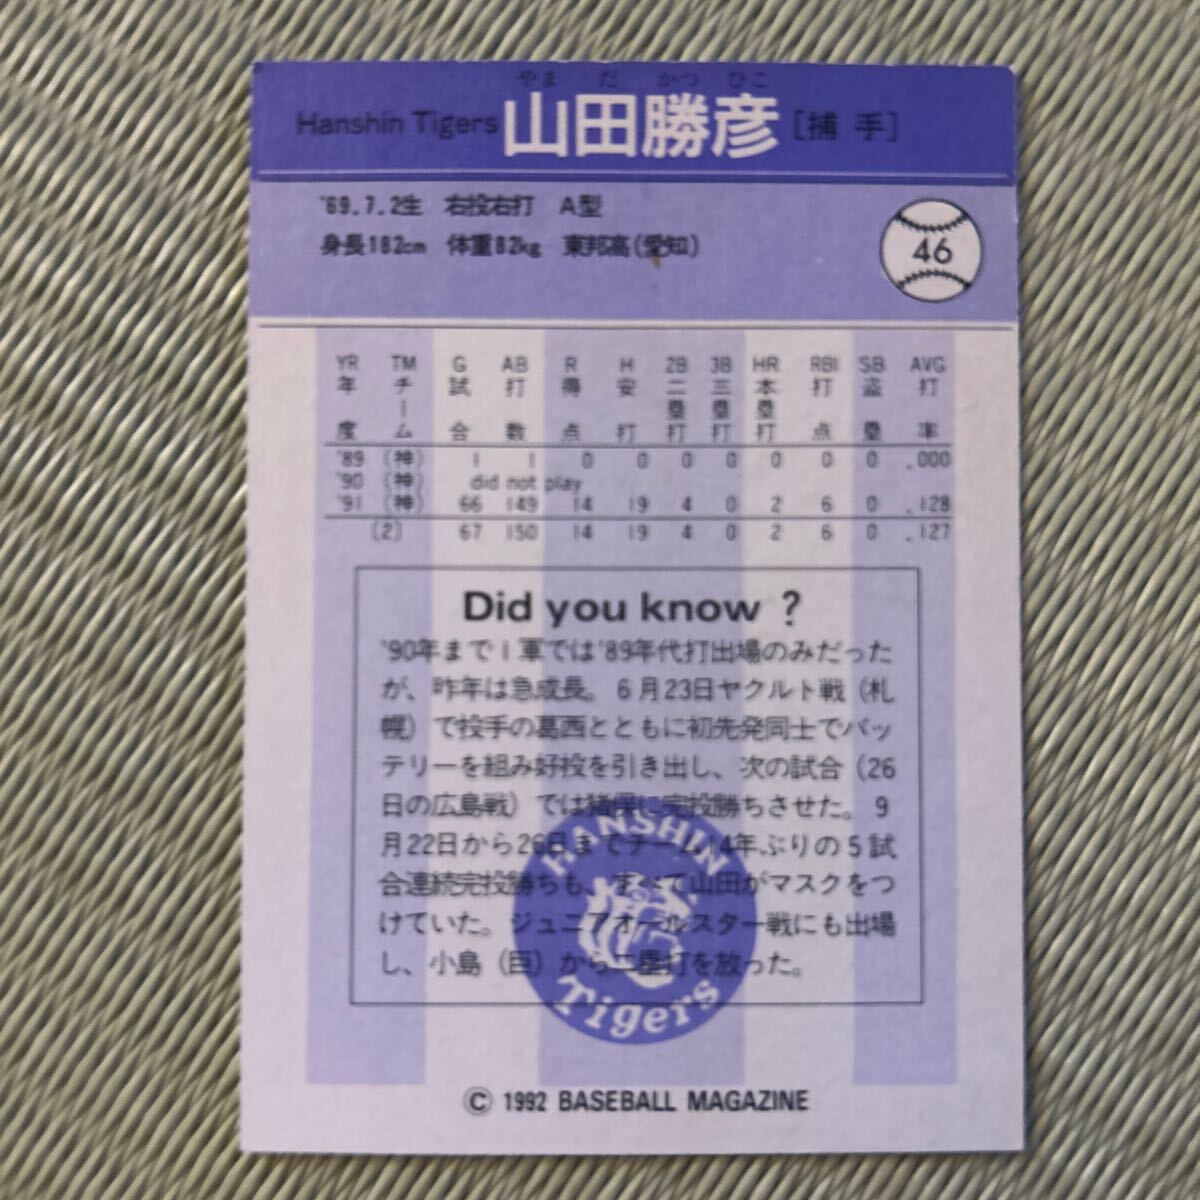 やま だ かつ ひこ
Hanshin Tigers 山田勝彦 [捕手]
'69.7.2生 右投右打 A型
身長182cm 体重82kg 東邦高(愛知)
46
YR TM G AB R H 2B 3B HR RBI SB AVG
年度 チーム 試合 打数 得点 安打 二塁打 三塁打 本塁打 打点 盗塁 打率
'89 (神) 1 1 0 0 0 0 0 0 0 .000
'90 (神) did not play
'91 (神) 66 149 14 19 4 0 2 6 0 .128
[2] 67 150 14 19 4 0 2 6 0 .127
Did you know ?
'90年まで1軍では'89年代打出場のみだった
が、昨年は急成長。6月23日ヤクルト戦(札
幌)で投手の葛西とともに初先発同士でバッ
テリーを組み好投を引き出し、次の試合(26
日の広島戦)では猪俣に完投勝ちさせた。9
月22日から26日までチーム14年ぶりの5試
合連続完投勝ちも、すべて山田がマスクをつ
けていた。ジュニアオールスター戦にも出場
し、小島(巨)から二塁打を放った。
HANSHIN
Tigers
© 1992 BASEBALL MAGAZINE